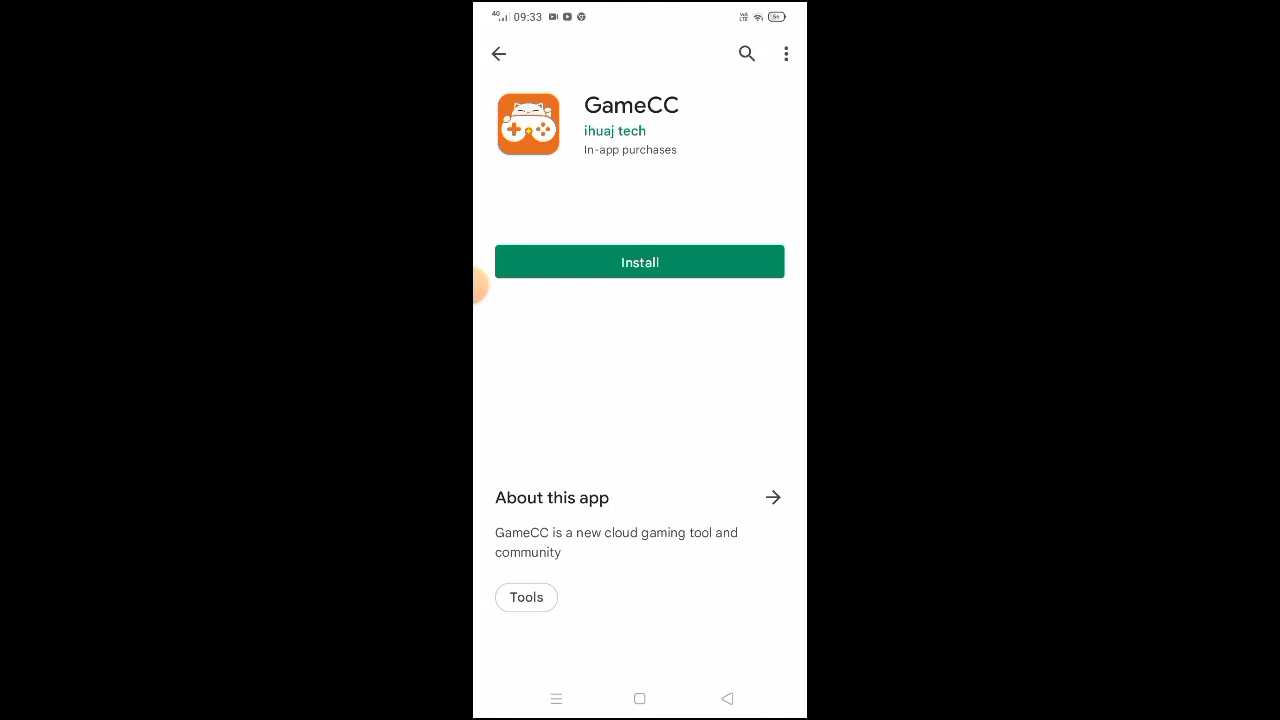 4G 09:33
GameCC
ihuaj tech
In-app purchases
Install
About this app
GameCC is a new cloud gaming tool and
community
Tools